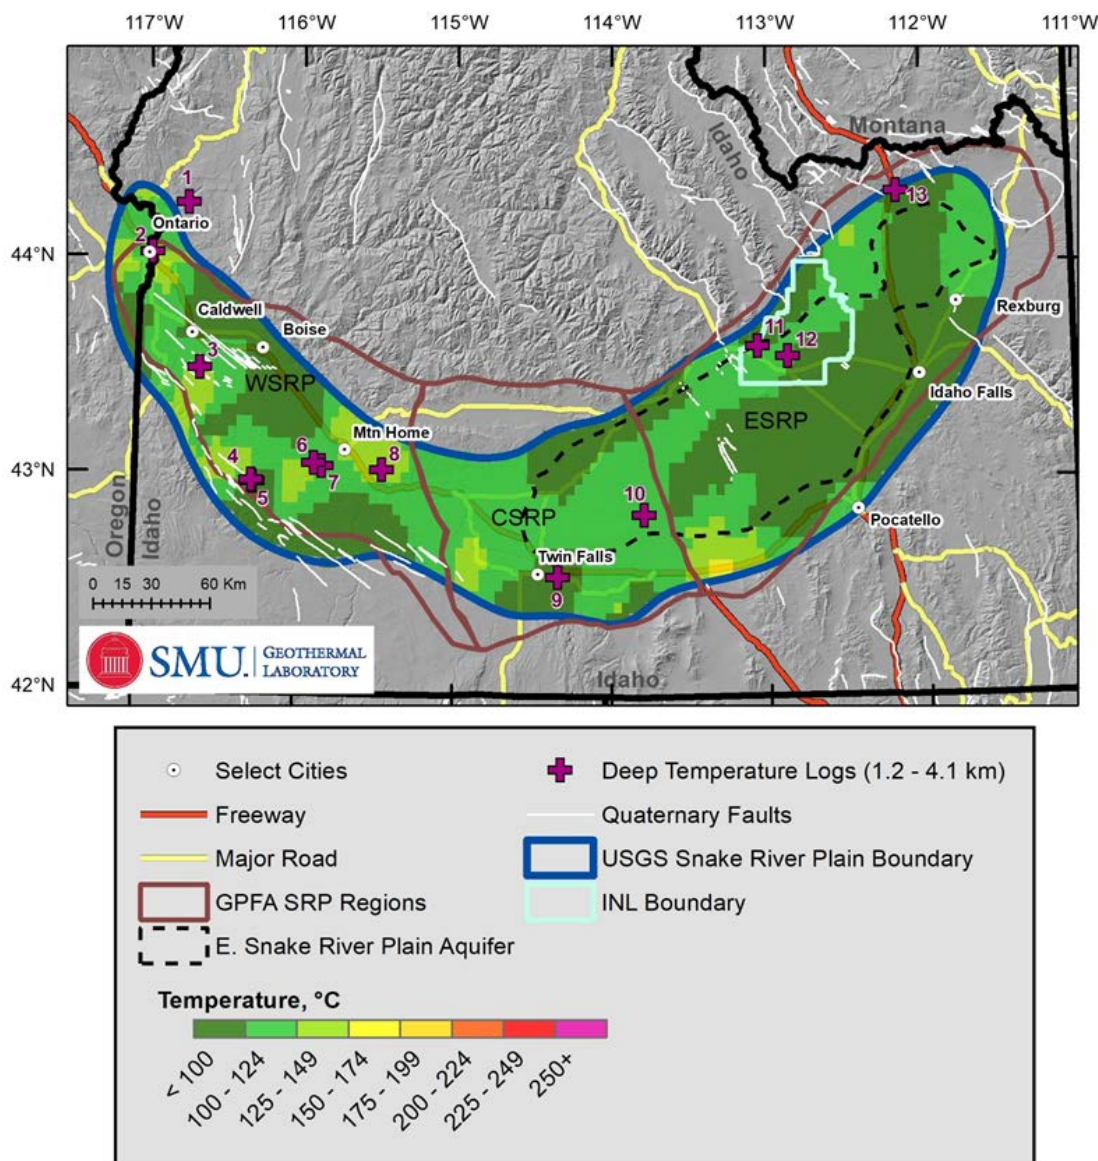 117°W 116°W 115°W 114°W 113°W 112°W 111°W
Montana
Idaho
1
13
Ontario
2
44°N
Caldwell
Rexburg
Boise
11
12
3
WSRP
Idaho Falls
ESRP
Mtn Home
6
8
4
43°N
7
5
10
CSRP
Pocatello
Oregon
Idaho
Twin Falls
0 15 30 60 Km
9
SMU. GEOTHERMAL
LABORATORY
Idaho
42°N
Select Cities
Deep Temperature Logs (1.2 - 4.1 km)
Freeway
Quaternary Faults
Major Road
USGS Snake River Plain Boundary
GPFA SRP Regions
INL Boundary
E. Snake River Plain Aquifer
Temperature, °C
< 100
100 - 124
125 - 149
150 - 174
175 - 199
200 - 224
225 - 249
250+